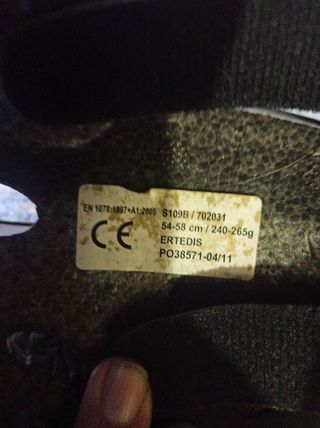 EN 1078:1997+A1:2005 S109B / 702031
54-58 cm / 240-265g
CE ERTEDIS
PO38571-04/11